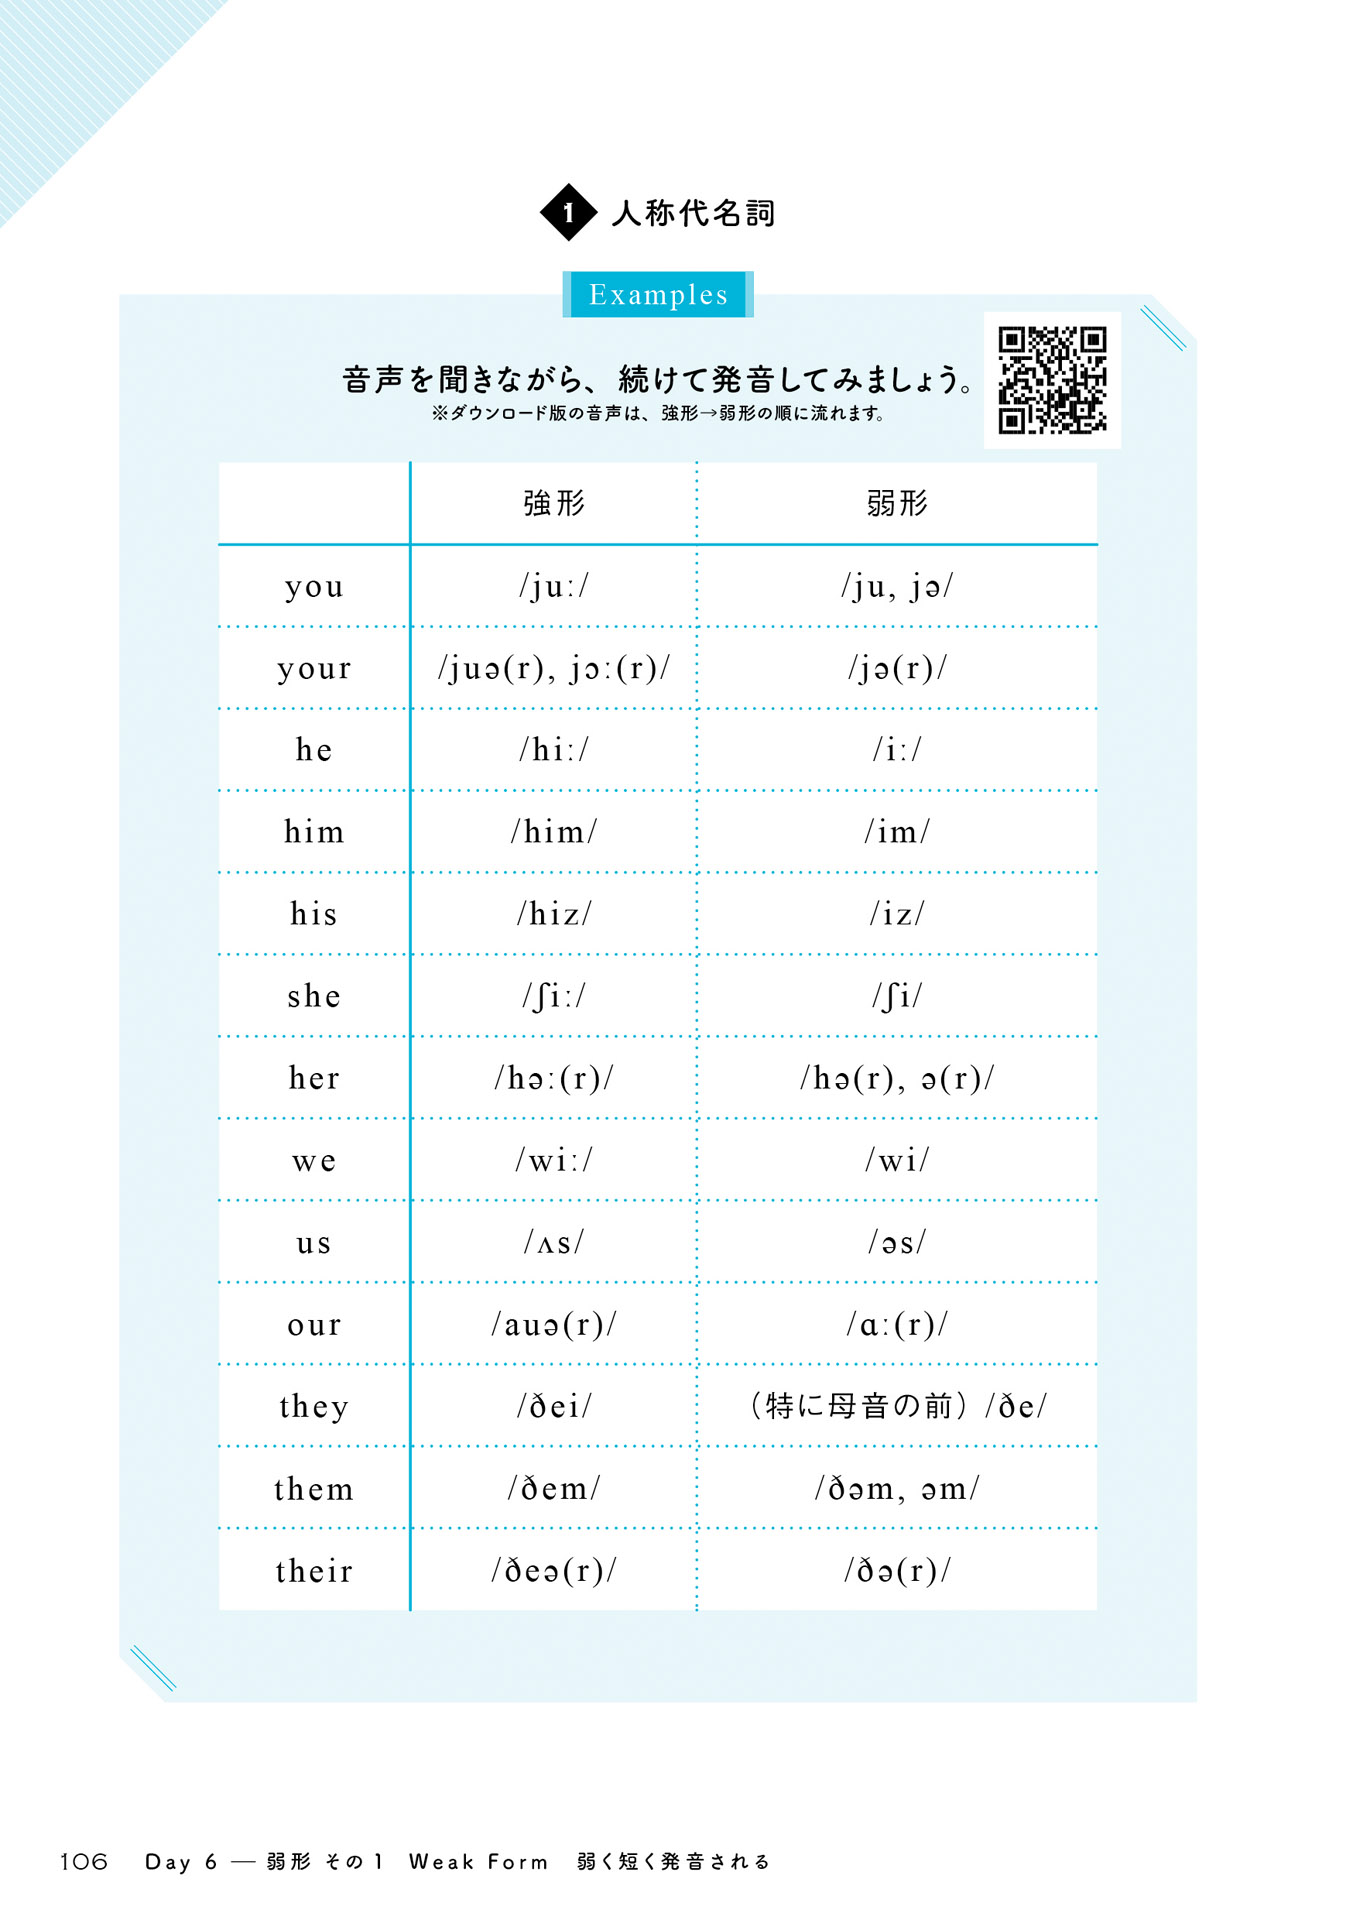 1 人称代名詞
Examples
音声を聞きながら、続けて発音してみましょう。
※ダウンロード版の音声は、強形→弱形の順に流れます。
強形 弱形
you /juː/ /ju, jə/
your /juə(r), jɔː(r)/ /jə(r)/
he /hiː/ /iː/
him /him/ /im/
his /hiz/ /iz/
she /ʃiː/ /ʃi/
her /həː(r)/ /hə(r), ə(r)/
we /wiː/ /wi/
us /ʌs/ /əs/
our /auə(r)/ /ɑː(r)/
they /ðei/ （特に母音の前）/ðe/
them /ðem/ /ðəm, əm/
their /ðeə(r)/ /ðə(r)/
106 Day 6 — 弱形 その1 Weak Form 弱く短く発音される